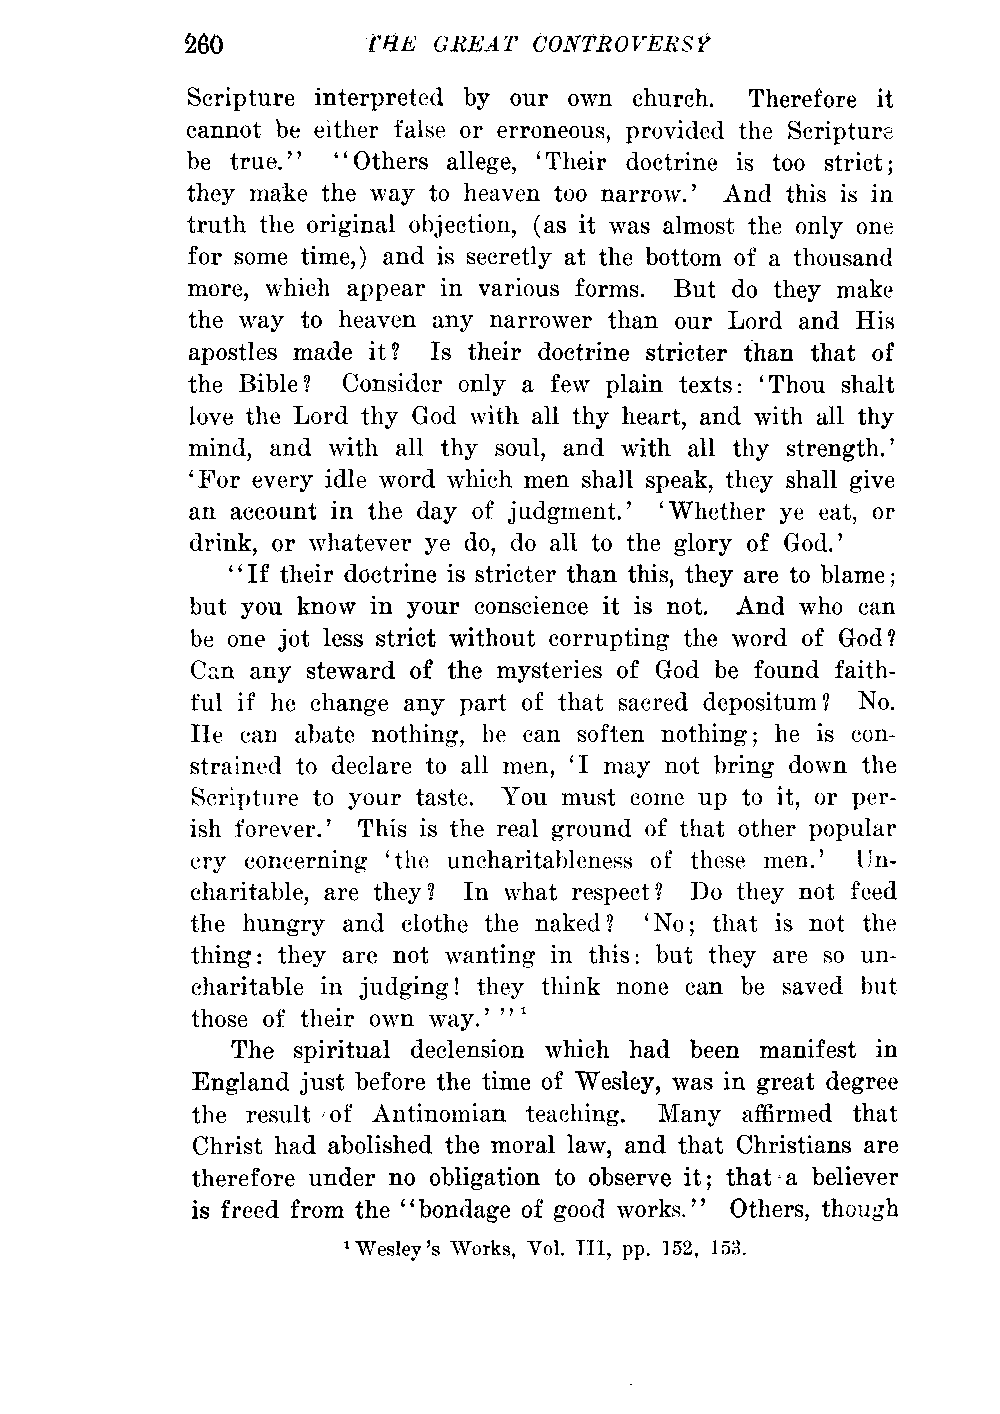 260 THE GREAT CONTROVERSY
Scripture interpreted by our own church. Therefore it
cannot be either false or erroneous, provided the Scripture
be true.'' ''Others allege, 'Their doctrine is too strict;
they make the way to heaven too narrow.' And this is in
truth the original objection, (as it was almost the only one
for some time,) and is secretly at the bottom of a thousand
more, which appear in various forms. But do they make
the way to heaven any narrower than our Lord and His
apostles made it? Is their doctrine stricter than that of
the Bible? Consider only a few plain texts: 'Thou shalt
love the Lord thy God with all thy heart, and with all thy
mind, and with all thy soul, and with all thy strength.'
'For every idle word which men shall speak, they shall give
an account in the day of judgment.' 'Whether ye eat, or
drink, or whatever ye do, do all to the glory of God.'
''If their doctrine is stricter than this, they are to blame;
but you know in your conscience it is not. And who can
be one jot less strict without corrupting the word of God?
Can any steward of the mysteries of God be found faith-
ful if he change any part of that sacred depositum? No.
He can abate nothing, he can soften nothing; he is con-
strained to declare to all men, 'I may not bring down the
Scripture to your taste. You must come up to it, or per-
ish forever.' This is the real ground of that other popular
cry concerning 'the uncharitableness of these men.' Un-
charitable, are they? In what respect? Do they not feed
the hungry and clothe the naked? 'No; that is not the
thing: they are not wanting in this: but they are so un-
charitable in judging! they think none can be saved but
those of their own way.' ''¹
The spiritual declension which had been manifest in
England just before the time of Wesley, was in great degree
the result of Antinomian teaching. Many affirmed that
Christ had abolished the moral law, and that Christians are
therefore under no obligation to observe it; that a believer
is freed from the ''bondage of good works.'' Others, though
¹ Wesley's Works, Vol. III, pp. 152, 153.